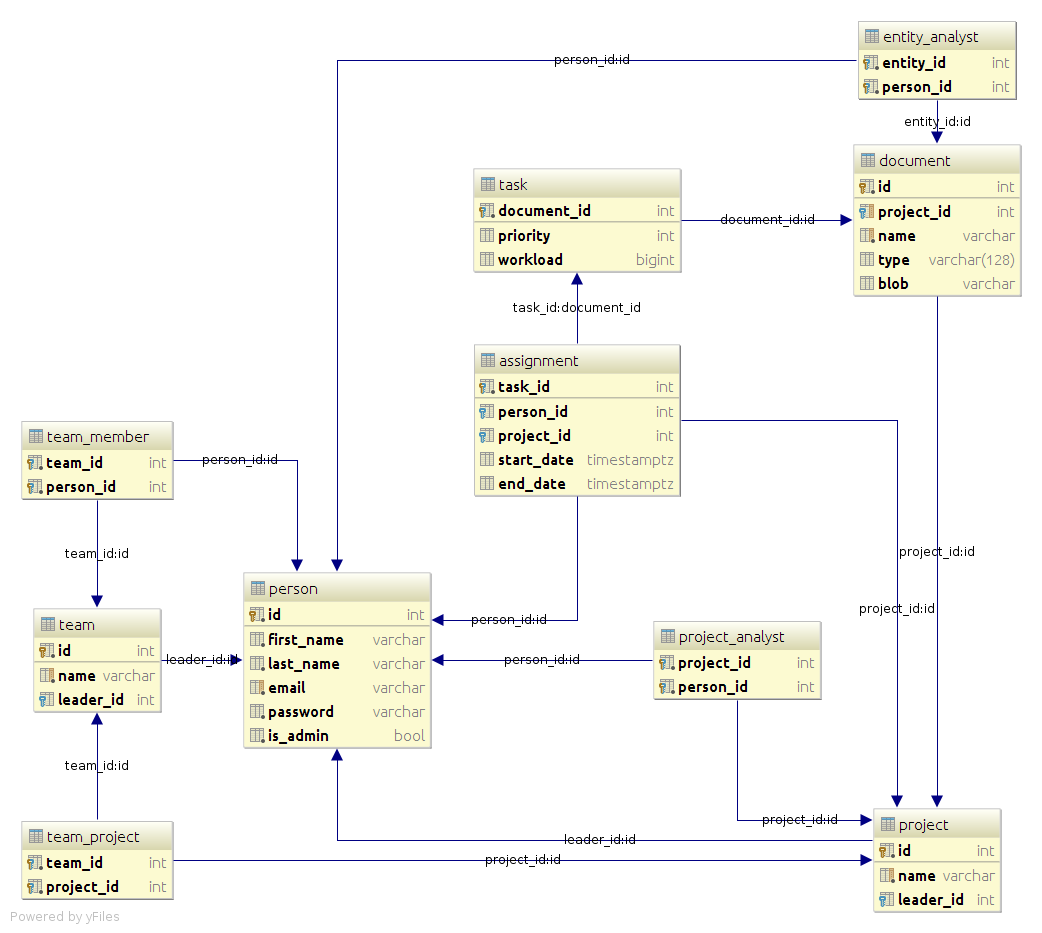 entity_analyst
entity_id int
person_id int
person_id:id
entity_id:id
document
id int
project_id int
name varchar
type varchar(128)
blob varchar
task
document_id int
priority int
workload bigint
document_id:id
task_id:document_id
assignment
task_id int
person_id int
project_id int
start_date timestamptz
end_date timestamptz
team_member
team_id int
person_id int
person_id:id
team_id:id
project_id:id
project_id:id
person
id int
first_name varchar
last_name varchar
email varchar
password varchar
is_admin bool
person_id:id
team
id int
name varchar
leader_id int
leader_id:id
person_id:id
project_analyst
project_id int
person_id int
team_id:id
project_id:id
team_project
team_id int
project_id int
leader_id:id
project_id:id
project
id int
name varchar
leader_id int
Powered by yFiles